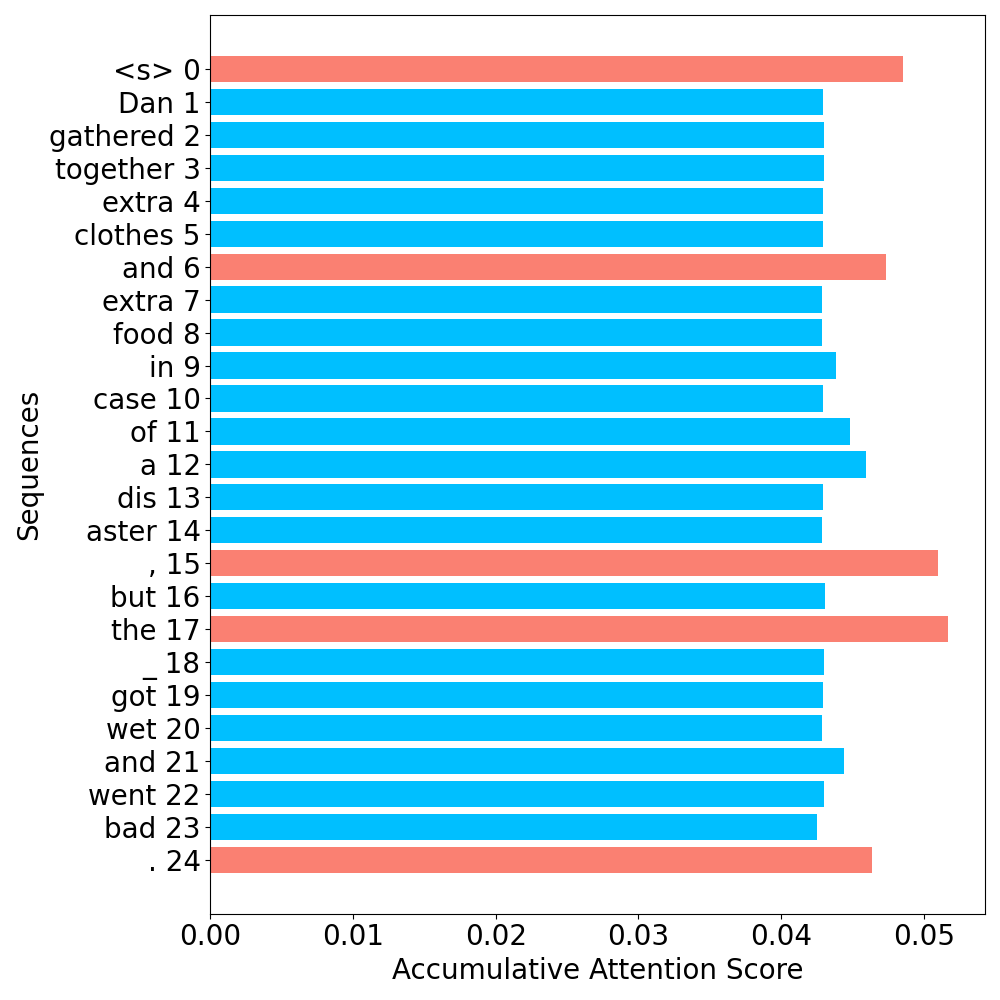 <s> 0
Dan 1
gathered 2
together 3
extra 4
clothes 5
and 6
extra 7
food 8
in 9
case 10
of 11
a 12
dis 13
aster 14
, 15
but 16
the 17
_ 18
got 19
wet 20
and 21
went 22
bad 23
. 24
Sequences
0.00 0.01 0.02 0.03 0.04 0.05
Accumulative Attention Score